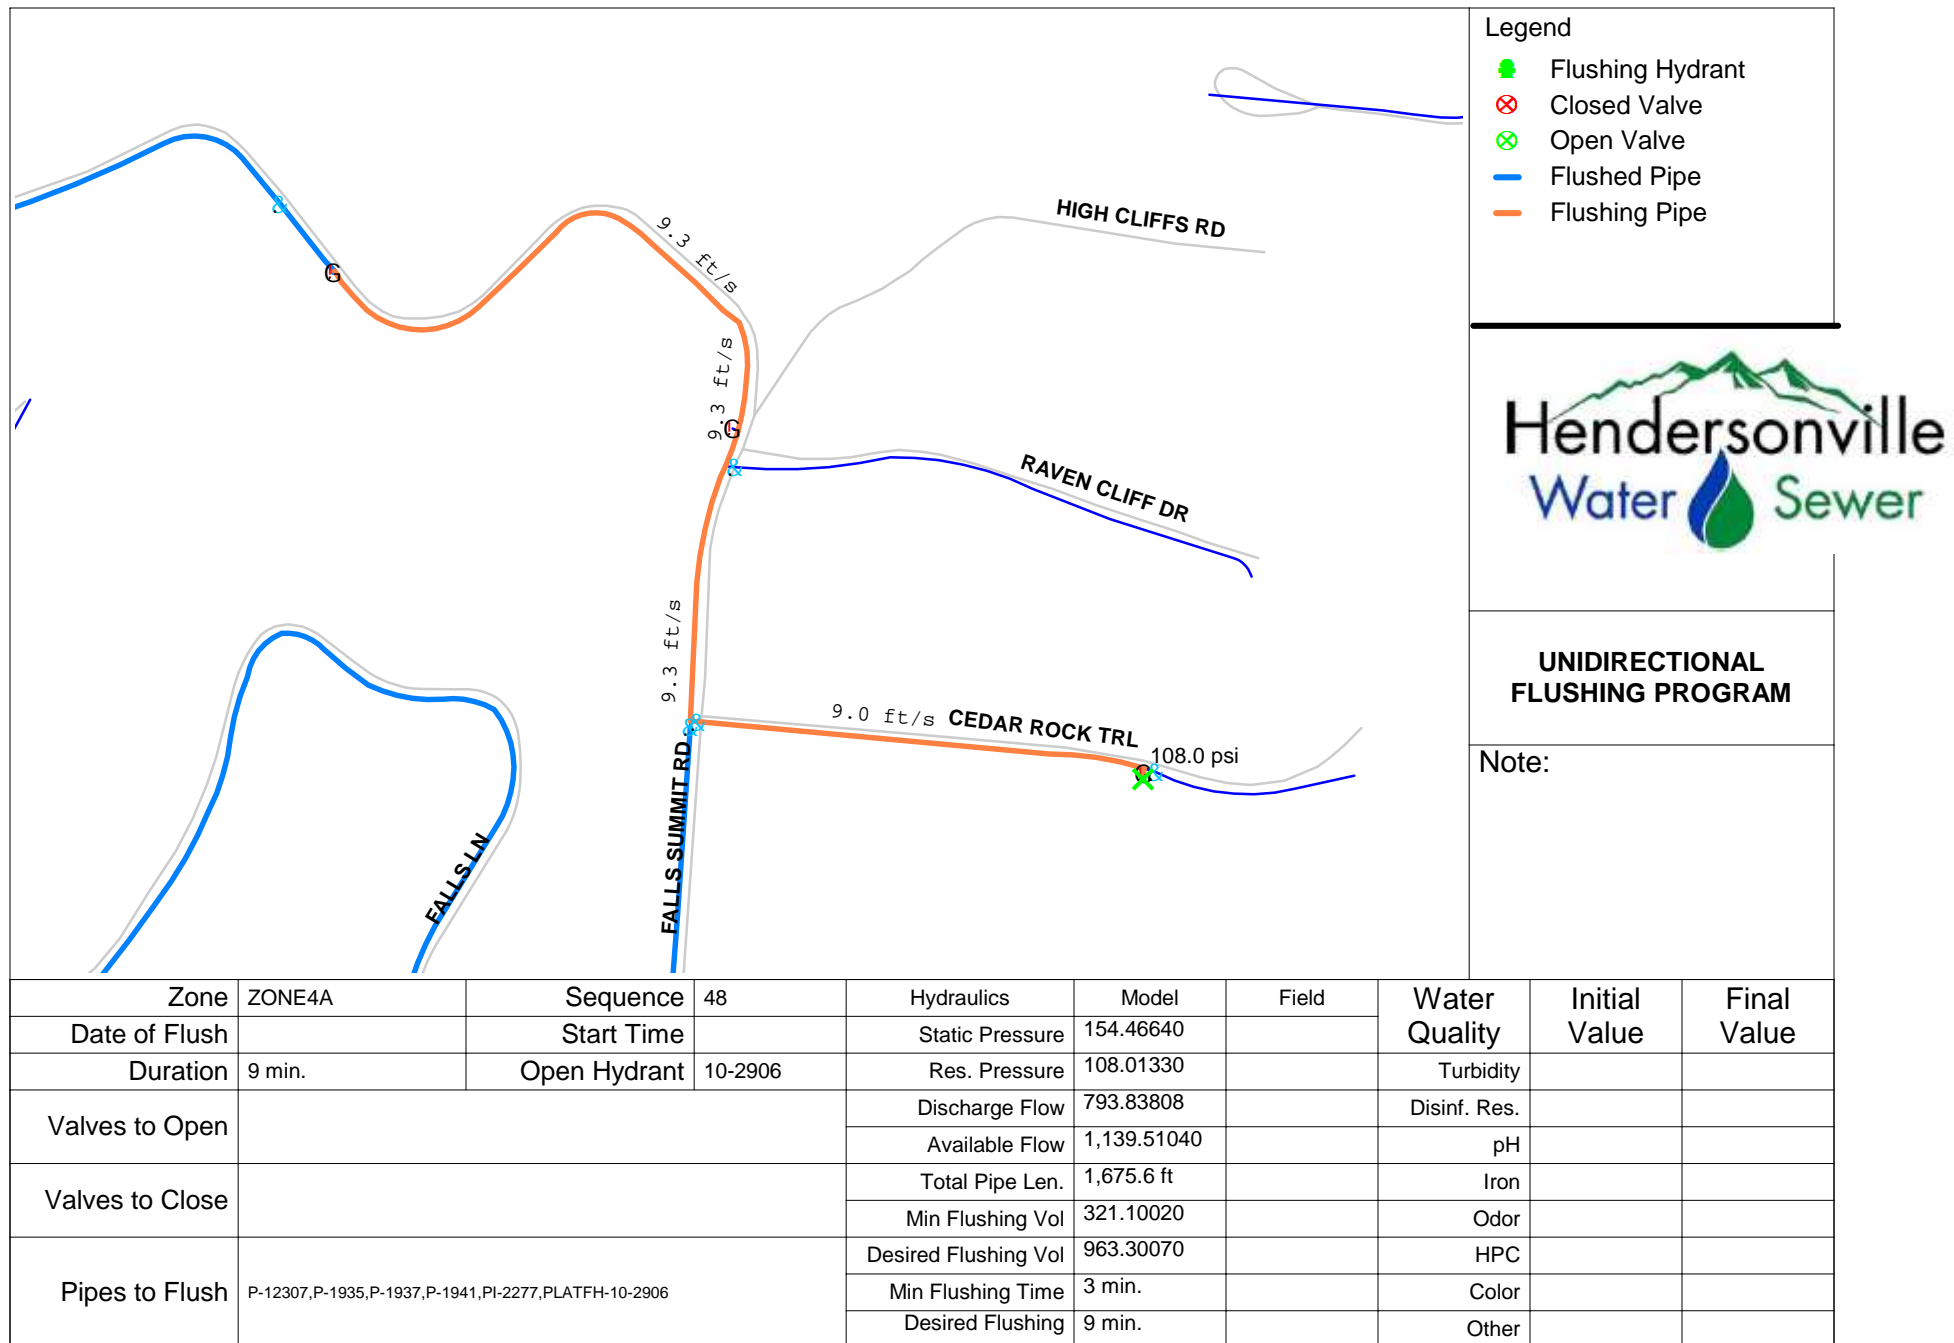 Legend
Flushing Hydrant
Closed Valve
Open Valve
Flushed Pipe
Flushing Pipe
HIGH CLIFFS RD
9.3 ft/s
&
G
9.3 ft/s
G
&
RAVEN CLIFF DR
9.3 ft/s
&
&
9.0 ft/s
CEDAR ROCK TRL
108.0 psi
G
&
FALLS SUMMIT RD
FALLS LN
Hendersonville
Water Sewer
UNIDIRECTIONAL
FLUSHING PROGRAM
Note:
Zone ZONE4A Sequence 48 Hydraulics Model Field Water Quality Initial Value Final Value
Date of Flush Start Time Static Pressure 154.46640
Duration 9 min. Open Hydrant 10-2906 Res. Pressure 108.01330 Turbidity
Valves to Open Discharge Flow 793.83808 Disinf. Res.
Available Flow 1,139.51040 pH
Valves to Close Total Pipe Len. 1,675.6 ft Iron
Min Flushing Vol 321.10020 Odor
Pipes to Flush P-12307,P-1935,P-1937,P-1941,PI-2277,PLATFH-10-2906 Desired Flushing Vol 963.30070 HPC
Min Flushing Time 3 min. Color
Desired Flushing 9 min. Other